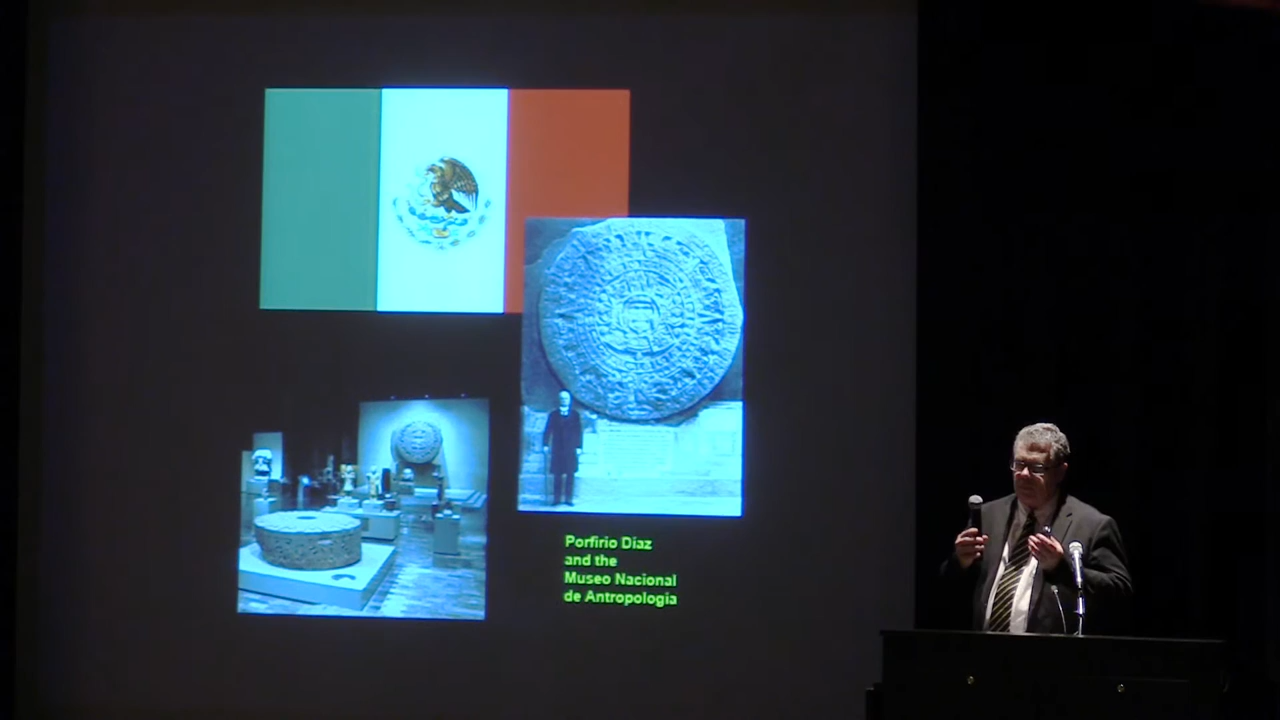 Porfirio Díaz
and the
Museo Nacional
de Antropología